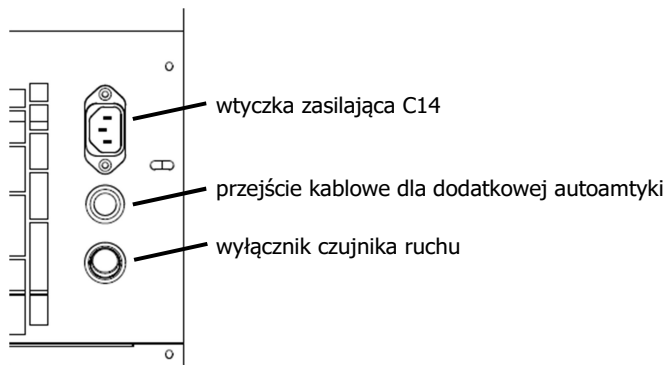 wtyczka zasilająca C14
przejście kablowe dla dodatkowej autoamtyki
wyłącznik czujnika ruchu